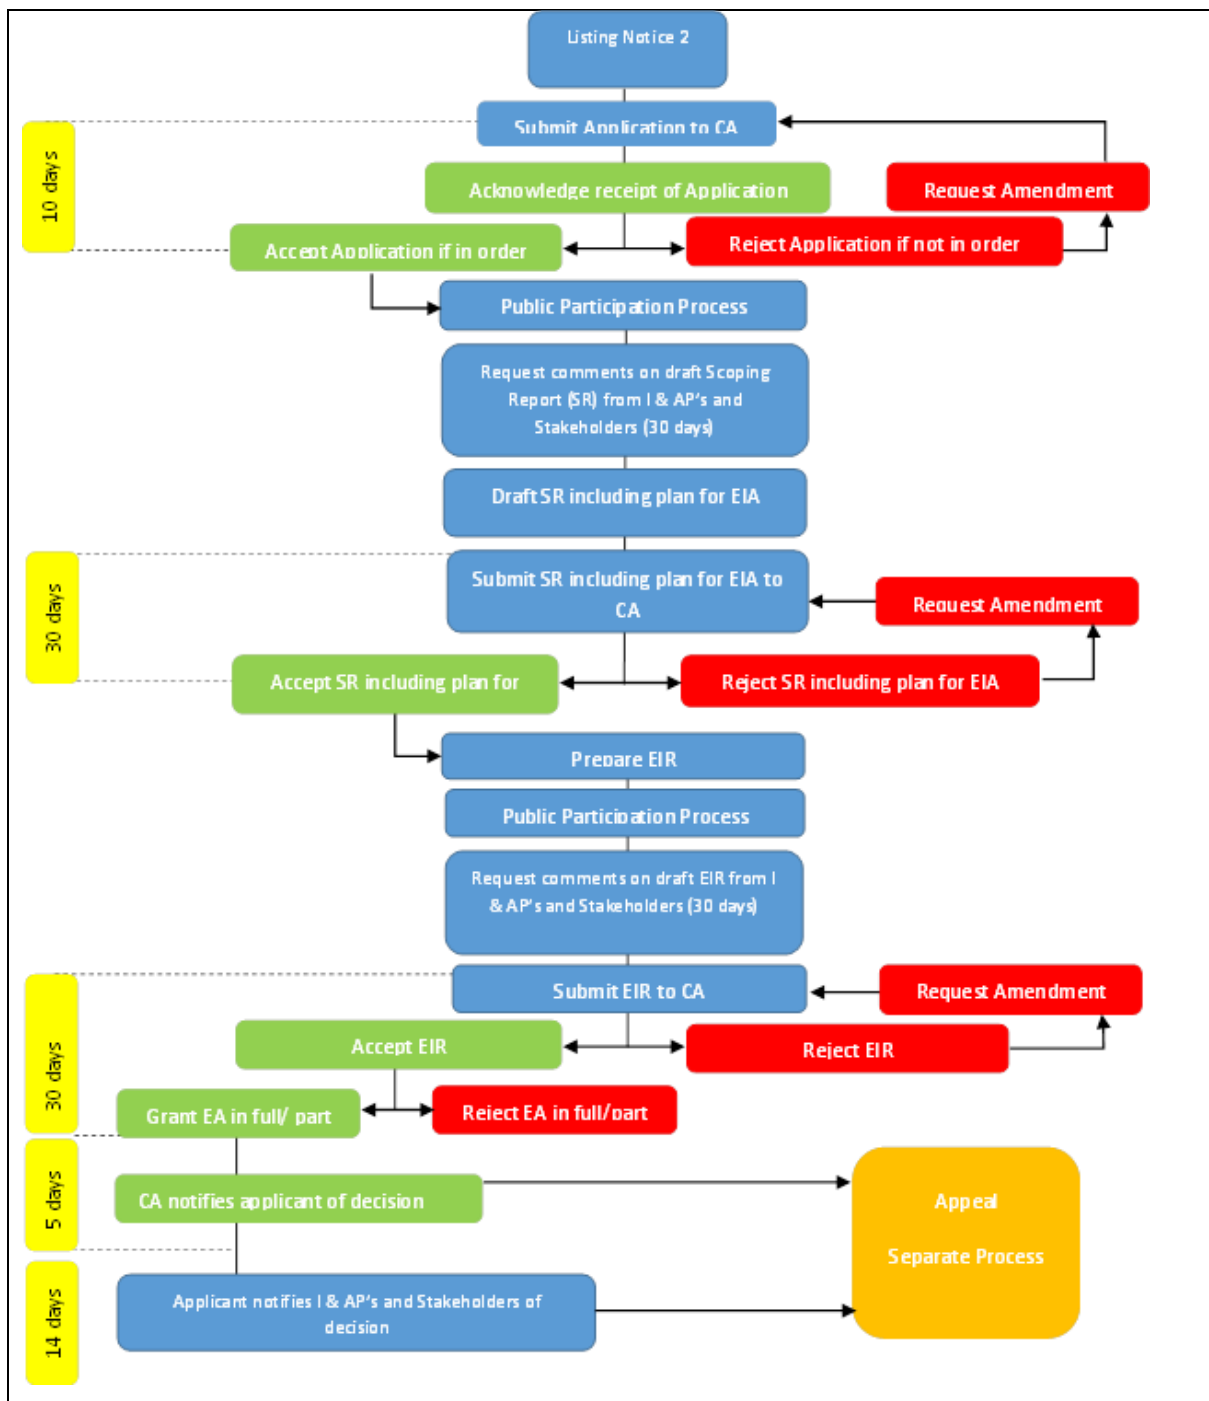 Listing Notice 2
Submit Application to CA
10 days
Acknowledge receipt of Application
Request Amendment
Accept Application if in order
Reject Application if not in order
Public Participation Process
Request comments on draft Scoping
Report (SR) from I & AP's and
Stakeholders (30 days)
Draft SR including plan for EIA
30 days
Submit SR including plan for EIA to
CA
Request Amendment
Accept SR including plan for
Reject SR including plan for EIA
Prepare EIR
Public Participation Process
Request comments on draft EIR from I
& AP's and Stakeholders (30 days)
30 days
Submit EIR to CA
Request Amendment
Accept EIR
Reject EIR
Grant EA in full/ part
Reject EA in full/part
5 days
CA notifies applicant of decision
Appeal
Separate Process
14 days
Applicant notifies I & AP's and Stakeholders of
decision